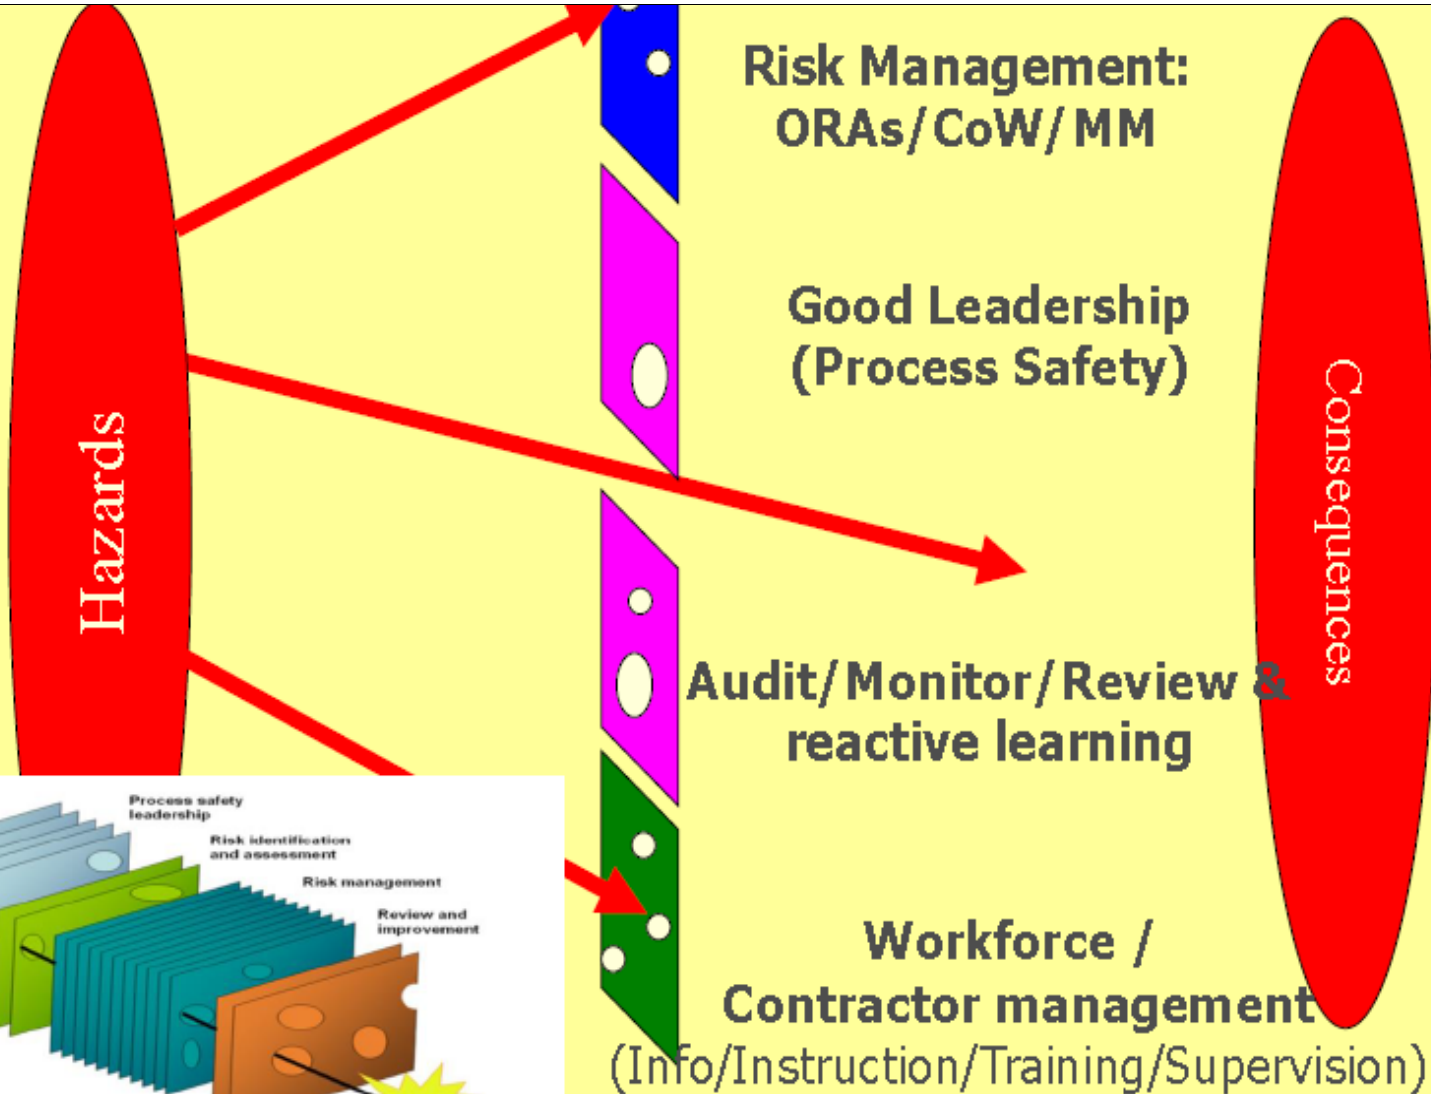 Risk Management:
ORAs/CoW/MM
Good Leadership
(Process Safety)
Hazards
Consequences
Audit/Monitor/Review &
reactive learning
Process safety
leadership
Risk identification
and assessment
Risk management
Review and
improvement
Workforce /
Contractor management
(Info/Instruction/Training/Supervision)